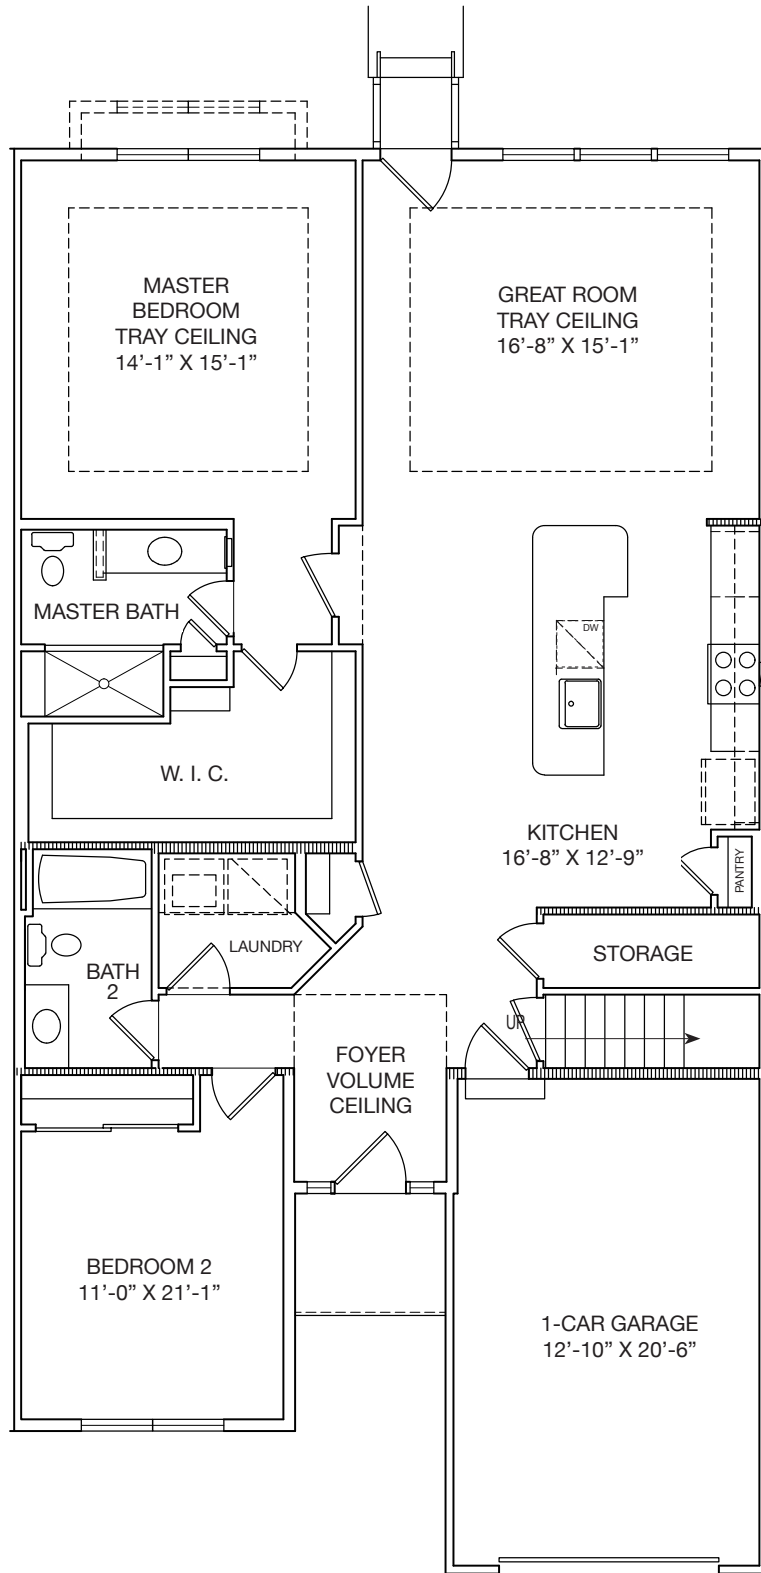 MASTER
BEDROOM
TRAY CEILING
14’-1” X 15’-1”
GREAT ROOM
TRAY CEILING
16’-8” X 15’-1”
MASTER BATH
DW
W. I. C.
KITCHEN
16’-8” X 12’-9”
PANTRY
LAUNDRY
STORAGE
BATH
2
UP
FOYER
VOLUME
CEILING
BEDROOM 2
11’-0” X 21’-1”
1-CAR GARAGE
12’-10” X 20’-6”